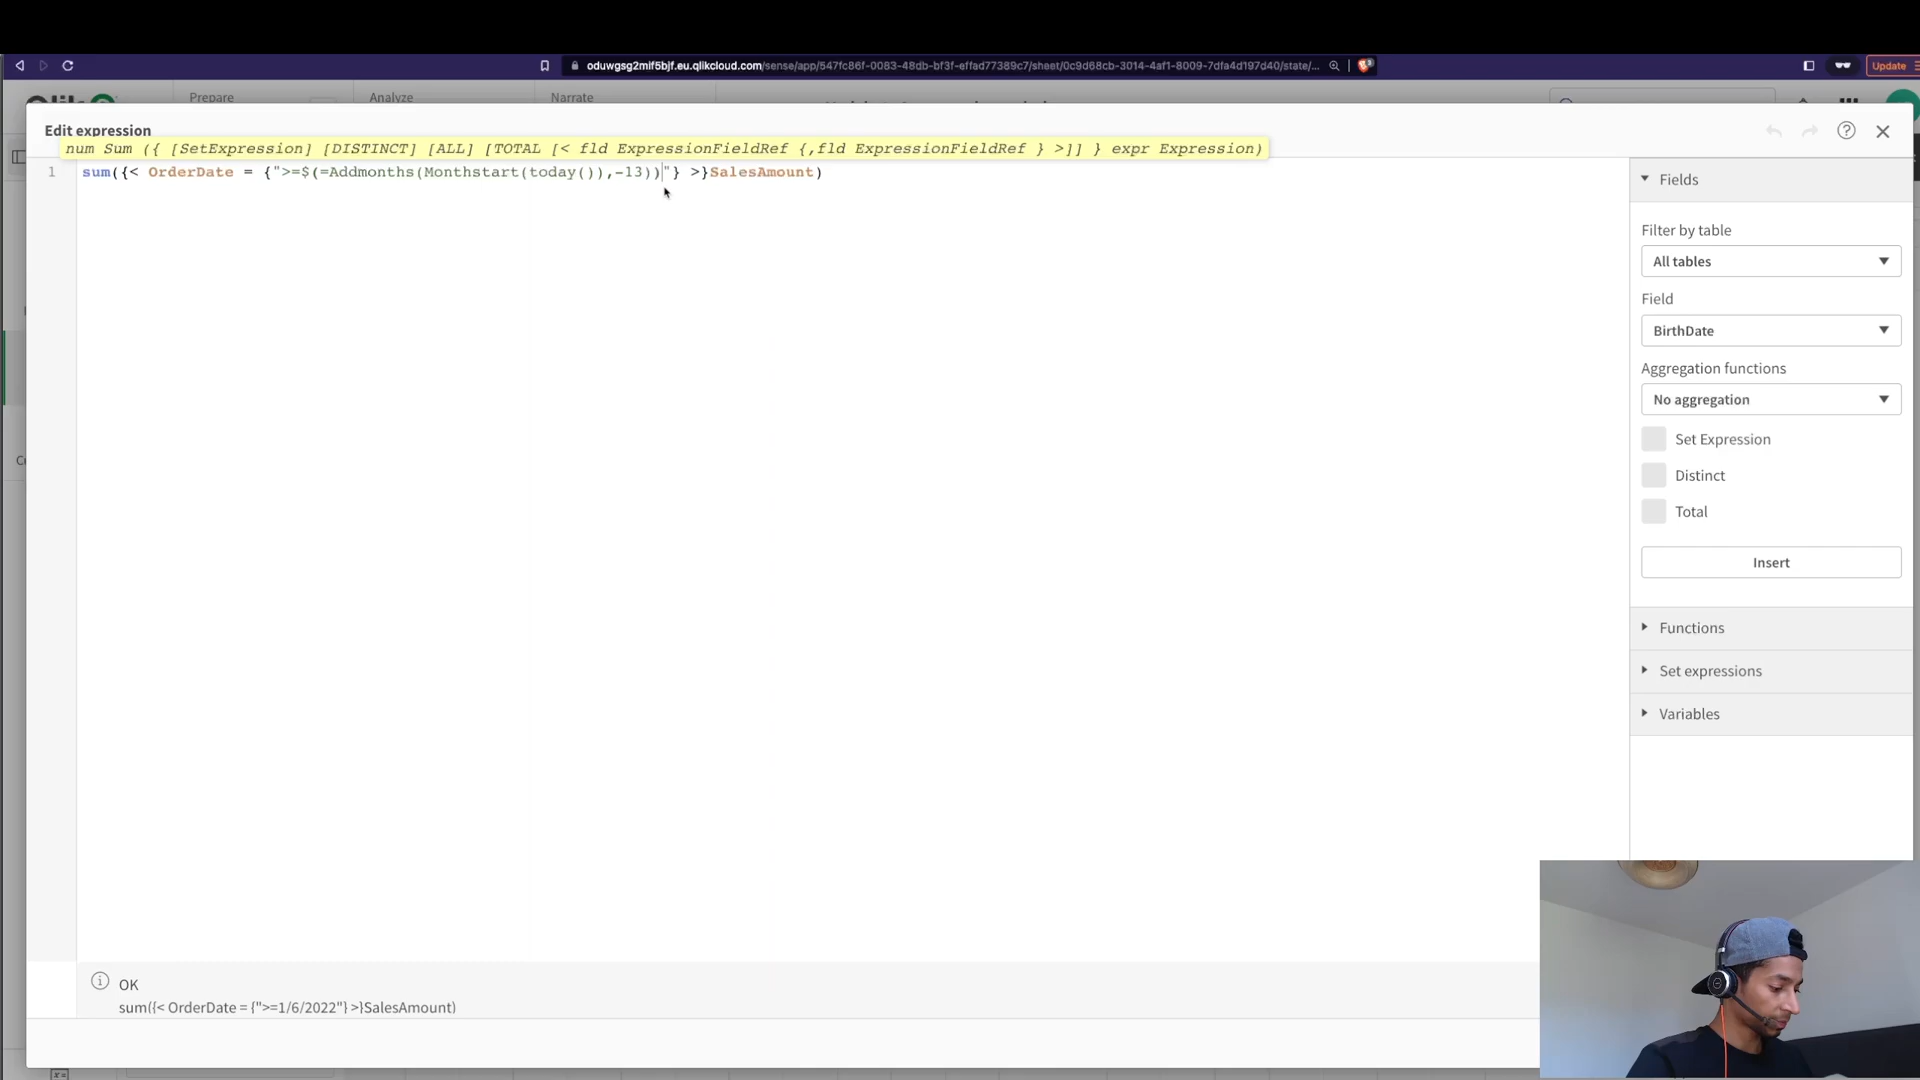 oduwgsg2mlf5bjf.eu.qlikcloud.com/sense/app/547fc86f-0083-48db-bf3f-effad77389c7/sheet/0c9d68cb-3014-4af1-8009-7dfa4d197d40/state/...
Update
Prepare
Analyze
Narrate
Edit expression
num Sum ({ [SetExpression] [DISTINCT] [ALL] [TOTAL [< fld ExpressionFieldRef {,fld ExpressionFieldRef } >]] } expr Expression)
1 sum({< OrderDate = {">=$(=Addmonths(Monthstart(today()),-13))"} >}SalesAmount)
Fields
Filter by table
All tables
Field
BirthDate
Aggregation functions
No aggregation
Set Expression
Distinct
Total
Insert
Functions
Set expressions
Variables
OK
sum({< OrderDate = {">=1/6/2022"} >}SalesAmount)